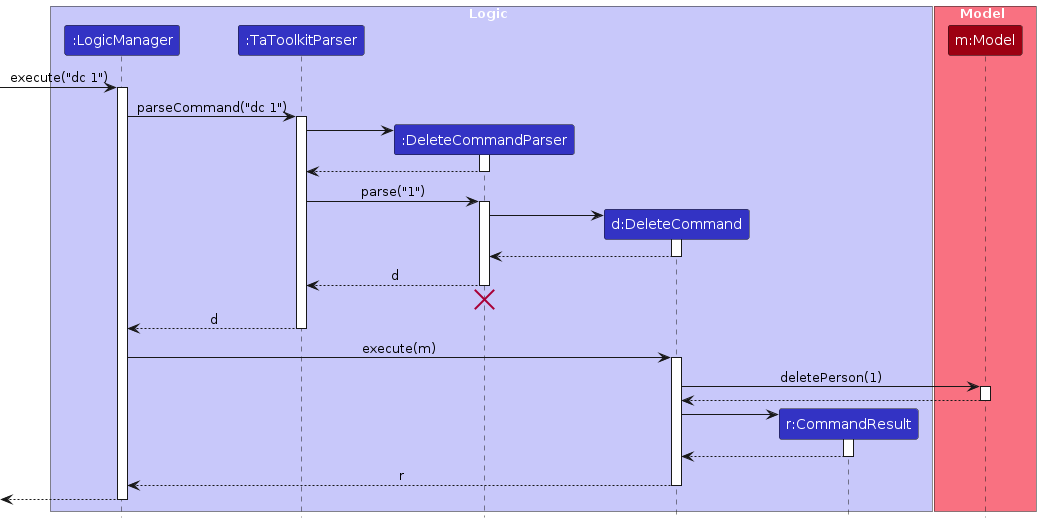 Logic
Model
:LogicManager
:TaToolkitParser
m:Model
execute("dc 1")
parseCommand("dc 1")
:DeleteCommandParser
parse("1")
d:DeleteCommand
d
d
execute(m)
deletePerson(1)
r:CommandResult
r